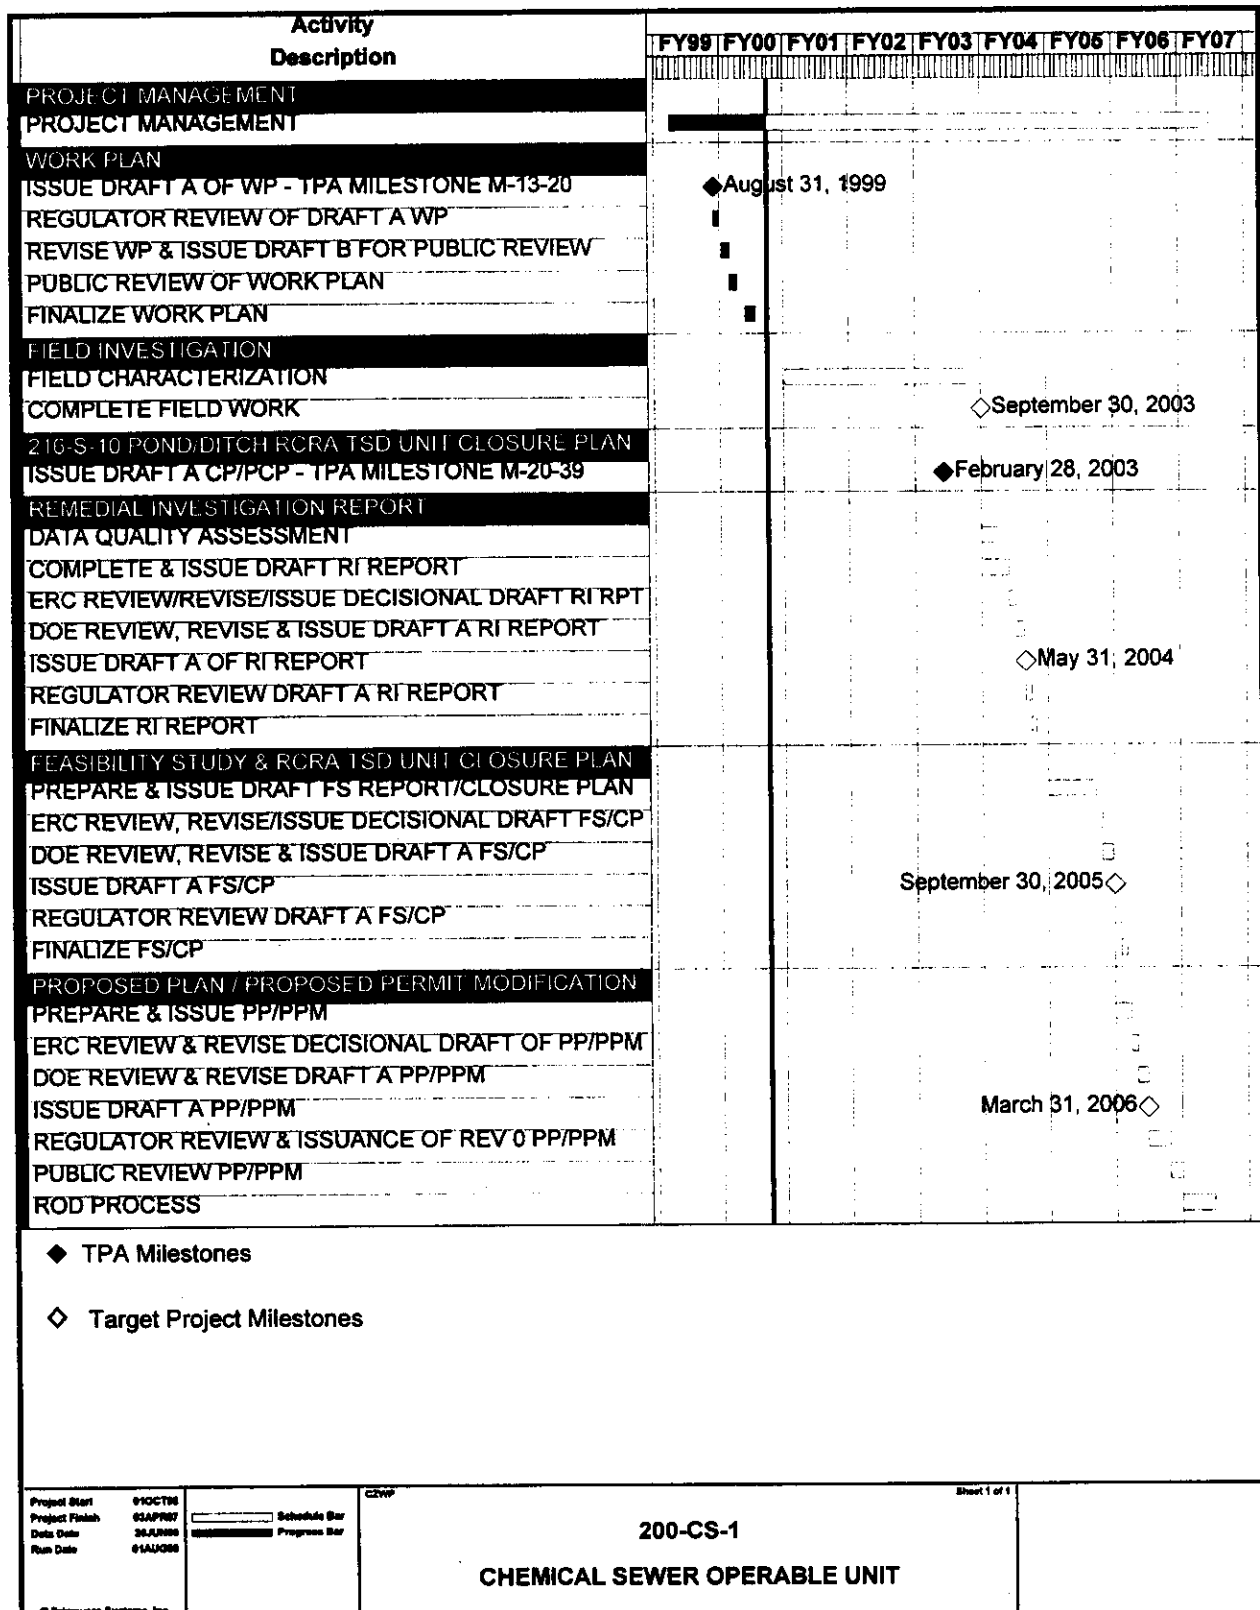 Activity
Description
FY99 FY00 FY01 FY02 FY03 FY04 FY05 FY06 FY07
PROJECT MANAGEMENT
PROJECT MANAGEMENT
WORK PLAN
ISSUE DRAFT A OF WP - TPA MILESTONE M-13-20
August 31, 1999
REGULATOR REVIEW OF DRAFT A WP
REVISE WP & ISSUE DRAFT B FOR PUBLIC REVIEW
PUBLIC REVIEW OF WORK PLAN
FINALIZE WORK PLAN
FIELD INVESTIGATION
FIELD CHARACTERIZATION
COMPLETE FIELD WORK
September 30, 2003
216-S-10 POND/DITCH RCRA TSD UNIT CLOSURE PLAN
ISSUE DRAFT A CP/PCP - TPA MILESTONE M-20-39
February 28, 2003
REMEDIAL INVESTIGATION REPORT
DATA QUALITY ASSESSMENT
COMPLETE & ISSUE DRAFT RI REPORT
ERC REVIEW/REVISE/ISSUE DECISIONAL DRAFT RI RPT
DOE REVIEW, REVISE & ISSUE DRAFT A RI REPORT
ISSUE DRAFT A OF RI REPORT
May 31, 2004
REGULATOR REVIEW DRAFT A RI REPORT
FINALIZE RI REPORT
FEASIBILITY STUDY & RCRA TSD UNIT CLOSURE PLAN
PREPARE & ISSUE DRAFT FS REPORT/CLOSURE PLAN
ERC REVIEW, REVISE/ISSUE DECISIONAL DRAFT FS/CP
DOE REVIEW, REVISE & ISSUE DRAFT A FS/CP
ISSUE DRAFT A FS/CP
September 30, 2005
REGULATOR REVIEW DRAFT A FS/CP
FINALIZE FS/CP
PROPOSED PLAN / PROPOSED PERMIT MODIFICATION
PREPARE & ISSUE PP/PPM
ERC REVIEW & REVISE DECISIONAL DRAFT OF PP/PPM
DOE REVIEW & REVISE DRAFT A PP/PPM
ISSUE DRAFT A PP/PPM
March 31, 2006
REGULATOR REVIEW & ISSUANCE OF REV 0 PP/PPM
PUBLIC REVIEW PP/PPM
ROD PROCESS
◆ TPA Milestones
◇ Target Project Milestones
Project Start
Project Finish 03APR07
Data Date
Run Date
Schedule Bar
Progress Bar
CZWP
Sheet 1 of 1
200-CS-1
CHEMICAL SEWER OPERABLE UNIT